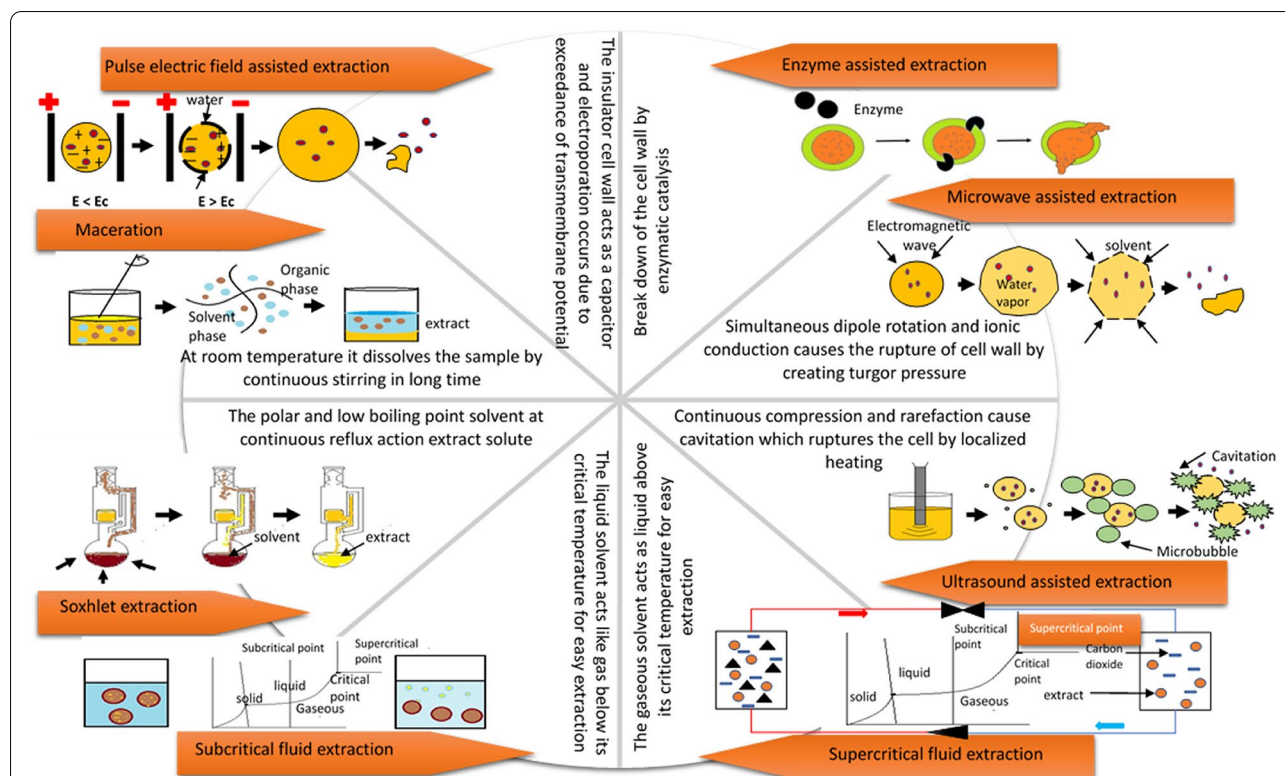 Pulse electric field assisted extraction
water
E < Ec
E > Ec
The insulator cell wall acts as a capacitor
and electroporation occurs due to
exceedance of transmembrane potential
Enzyme assisted extraction
Enzyme
Break down of the cell wall by
enzymatic catalysis
Maceration
Organic
phase
Solvent
phase
extract
At room temperature it dissolves the sample by
continuous stirring in long time
Microwave assisted extraction
Electromagnetic
wave
Water
vapor
solvent
Simultaneous dipole rotation and ionic
conduction causes the rupture of cell wall by
creating turgor pressure
The polar and low boiling point solvent at
continuous reflux action extract solute
solvent
extract
Soxhlet extraction
Continuous compression and rarefaction cause
cavitation which ruptures the cell by localized
heating
Cavitation
Microbubble
Ultrasound assisted extraction
The liquid solvent acts like gas below its
critical temperature for easy extraction
Subcritical point
Supercritical
point
Critical
point
solid
liquid
Gaseous
Subcritical fluid extraction
The gaseous solvent acts as liquid above
its critical temperature for easy
extraction
Subcritical
point
Supercritical point
Critical
point
Carbon
dioxide
liquid
solid
Gaseous
extract
Supercritical fluid extraction